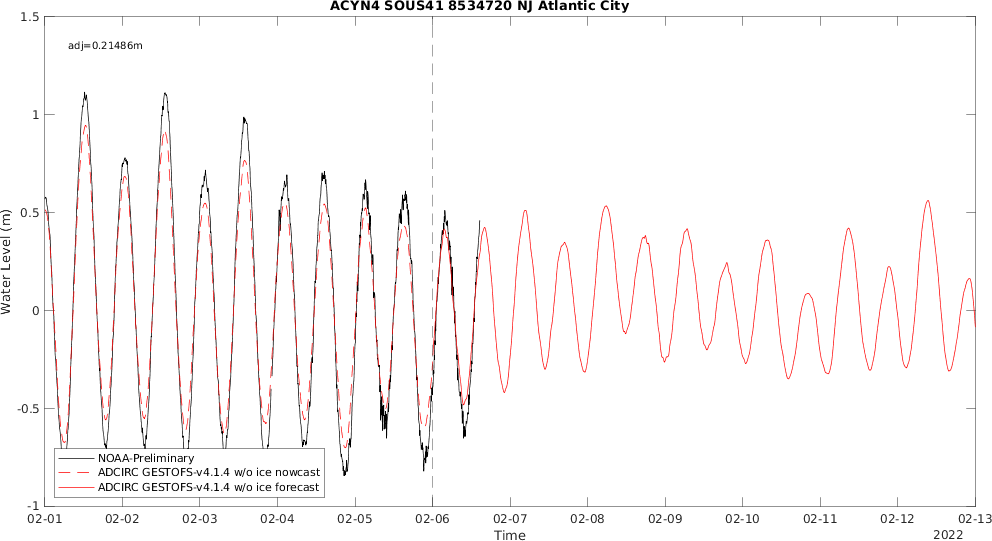 ACYN4 SOUS41 8534720 NJ Atlantic City
1.5
adj=0.21486m
1
0.5
Water Level (m)
0
-0.5
NOAA-Preliminary
ADCIRC GESTOFS-v4.1.4 w/o ice nowcast
ADCIRC GESTOFS-v4.1.4 w/o ice forecast
-1
02-01 02-02 02-03 02-04 02-05 02-06 02-07 02-08 02-09 02-10 02-11 02-12 02-13
Time
2022